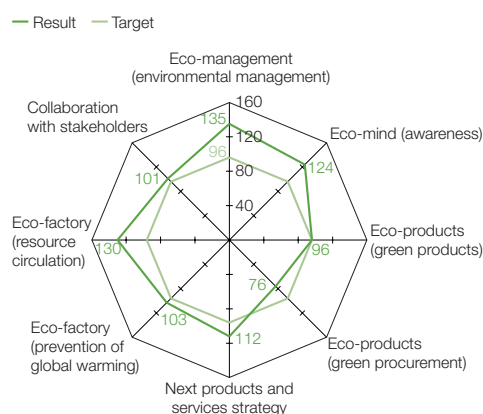 Result Target
Eco-management
(environmental management)
160
135
120
Collaboration
with stakeholders
Eco-mind (awareness)
96
124
80
101
40
Eco-factory
(resource
circulation)
130
Eco-products
(green products)
96
76
103
112
Eco-factory
(prevention of
global warming)
Eco-products
(green procurement)
Next products and
services strategy